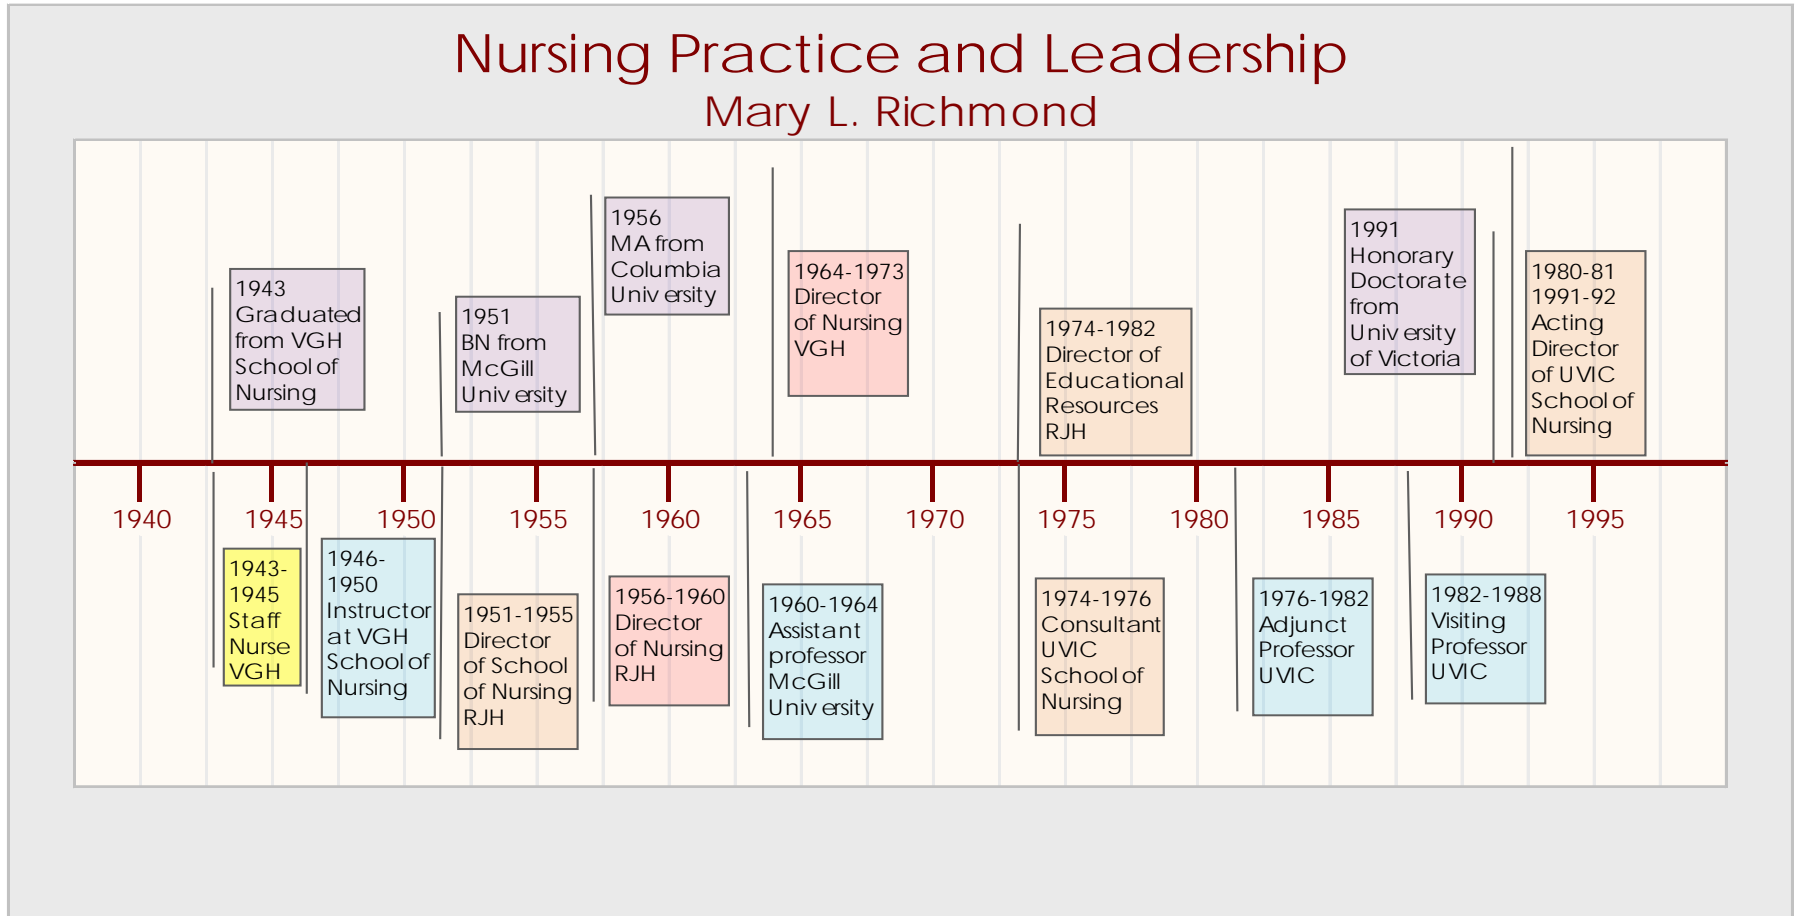 Nursing Practice and Leadership
Mary L. Richmond
1943
Graduated
from VGH
School of
Nursing
1951
BN from
McGill
University
1956
MA from
Columbia
University
1964-1973
Director
of Nursing
VGH
1974-1982
Director of
Educational
Resources
RJH
1991
Honorary
Doctorate
from
University
of Victoria
1980-81
1991-92
Acting
Director
of UVIC
School of
Nursing
1940 1945 1950 1955 1960 1965 1970 1975 1980 1985 1990 1995
1943-
1945
Staff
Nurse
VGH
1946-
1950
Instructor
at VGH
School of
Nursing
1951-1955
Director
of School
of Nursing
RJH
1956-1960
Director
of Nursing
RJH
1960-1964
Assistant
professor
McGill
University
1974-1976
Consultant
UVIC
School of
Nursing
1976-1982
Adjunct
Professor
UVIC
1982-1988
Visiting
Professor
UVIC